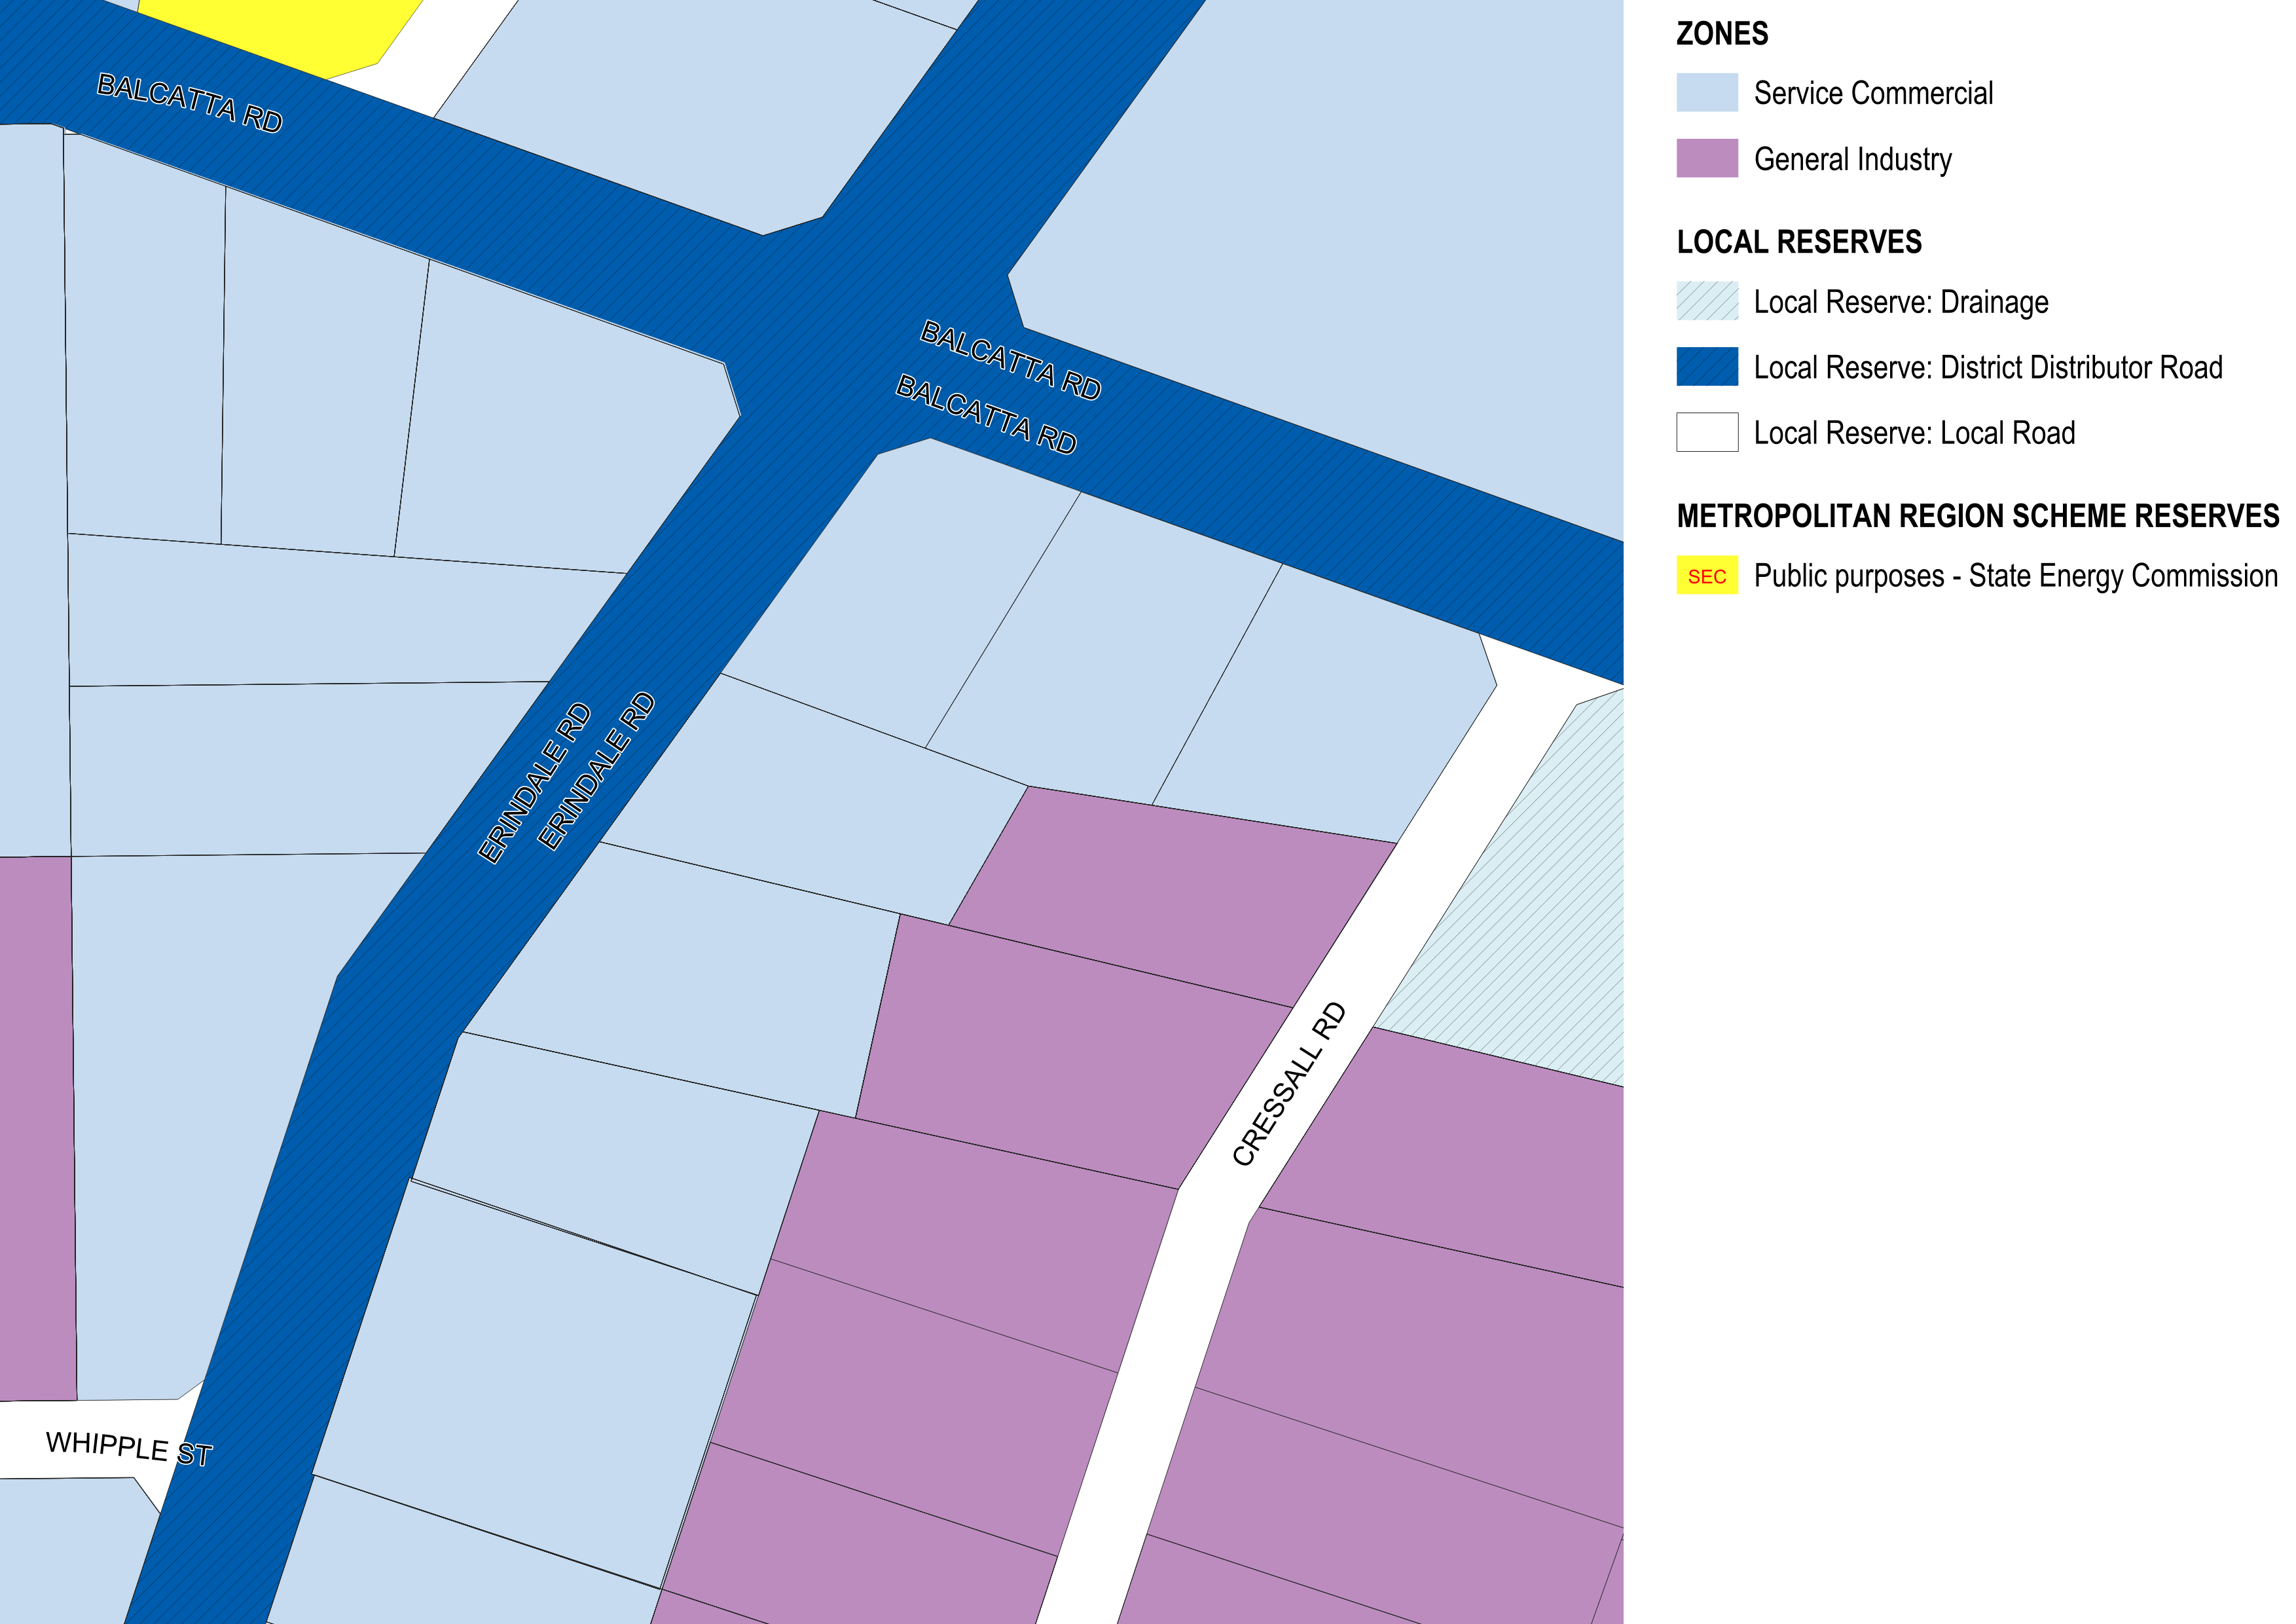 BALCATTA RD
BALCATTA RD
BALCATTA RD
ERINDALE RD
ERINDALE RD
CRESSALL RD
WHIPPLE ST
ZONES
Service Commercial
General Industry
LOCAL RESERVES
Local Reserve: Drainage
Local Reserve: District Distributor Road
Local Reserve: Local Road
METROPOLITAN REGION SCHEME RESERVES
SEC Public purposes - State Energy Commission